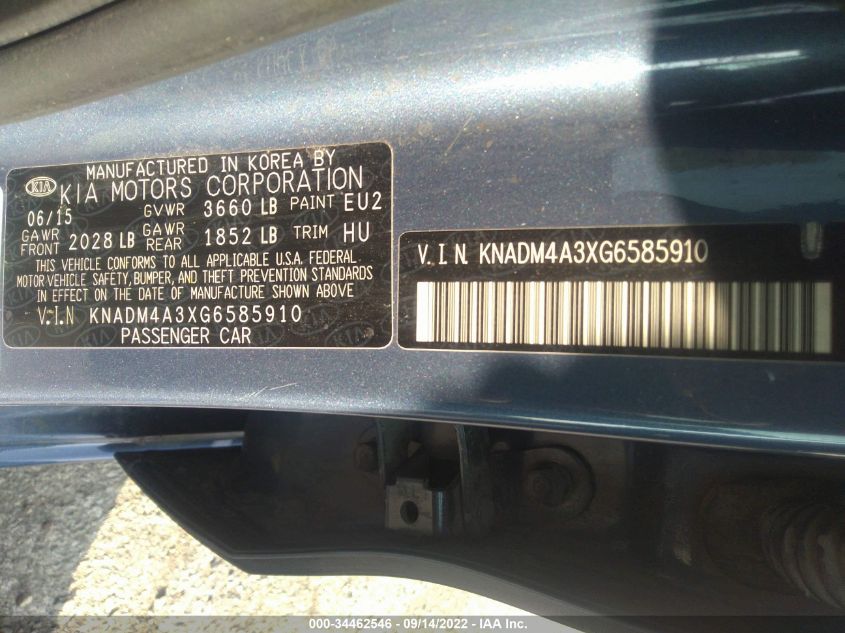 MANUFACTURED IN KOREA BY
KIA KIA MOTORS CORPORATION
06/15 GVWR 3660 LB PAINT EU2
GAWR FRONT 2028 LB GAWR REAR 1852 LB TRIM HU
THIS VEHICLE CONFORMS TO ALL APPLICABLE U.S.A. FEDERAL
MOTOR VEHICLE SAFETY, BUMPER, AND THEFT PREVENTION STANDARDS
IN EFFECT ON THE DATE OF MANUFACTURE SHOWN ABOVE
V.I.N KNADM4A3XG6585910
PASSENGER CAR
V.I.N. KNADM4A3XG6585910
000-34462546 - 09/14/2022 - IAA Inc.